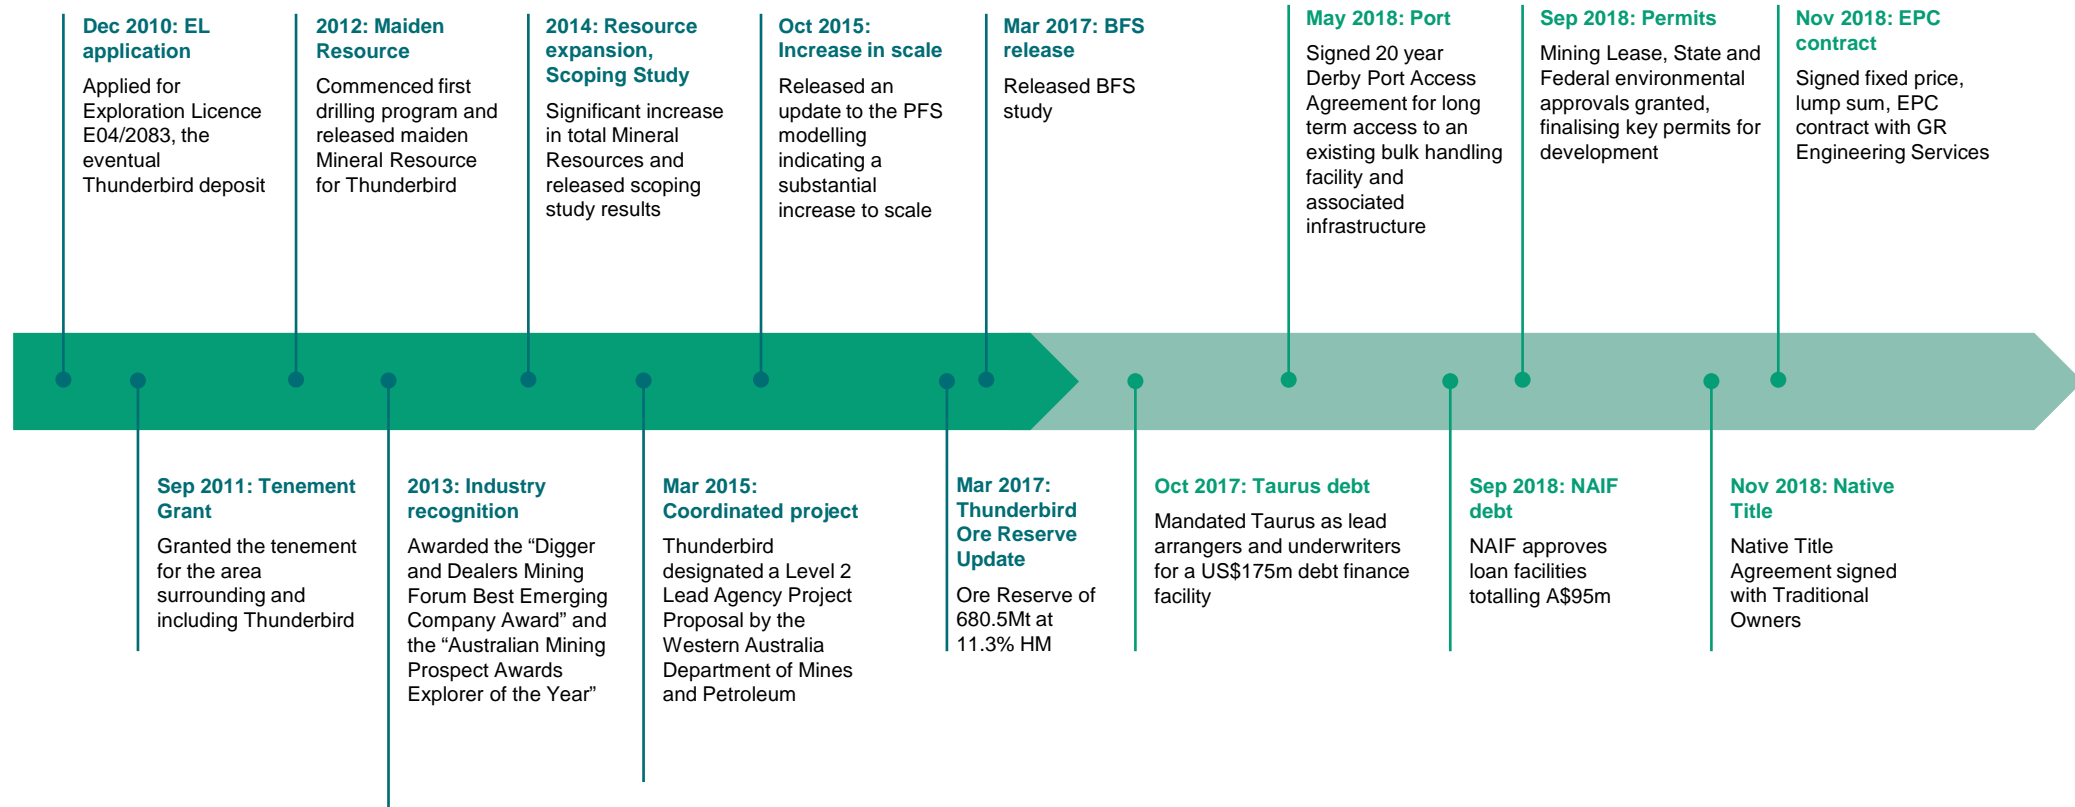 Dec 2010: EL
application
Applied for
Exploration Licence
E04/2083, the
eventual
Thunderbird deposit
2012: Maiden
Resource
Commenced first
drilling program and
released maiden
Mineral Resource
for Thunderbird
2014: Resource
expansion,
Scoping Study
Significant increase
in total Mineral
Resources and
released scoping
study results
Oct 2015:
Increase in scale
Released an
update to the PFS
modelling
indicating a
substantial
increase to scale
Mar 2017: BFS
release
Released BFS
study
May 2018: Port
Signed 20 year
Derby Port Access
Agreement for long
term access to an
existing bulk handling
facility and
associated
infrastructure
Sep 2018: Permits
Mining Lease, State and
Federal environmental
approvals granted,
finalising key permits for
development
Nov 2018: EPC
contract
Signed fixed price,
lump sum, EPC
contract with GR
Engineering Services
Sep 2011: Tenement
Grant
Granted the tenement
for the area
surrounding and
including Thunderbird
2013: Industry
recognition
Awarded the “Digger
and Dealers Mining
Forum Best Emerging
Company Award” and
the “Australian Mining
Prospect Awards
Explorer of the Year”
Mar 2015:
Coordinated project
Thunderbird
designated a Level 2
Lead Agency Project
Proposal by the
Western Australia
Department of Mines
and Petroleum
Mar 2017:
Thunderbird
Ore Reserve
Update
Ore Reserve of
680.5Mt at
11.3% HM
Oct 2017: Taurus debt
Mandated Taurus as lead
arrangers and underwriters
for a US$175m debt finance
facility
Sep 2018: NAIF
debt
NAIF approves
loan facilities
totalling A$95m
Nov 2018: Native
Title
Native Title
Agreement signed
with Traditional
Owners